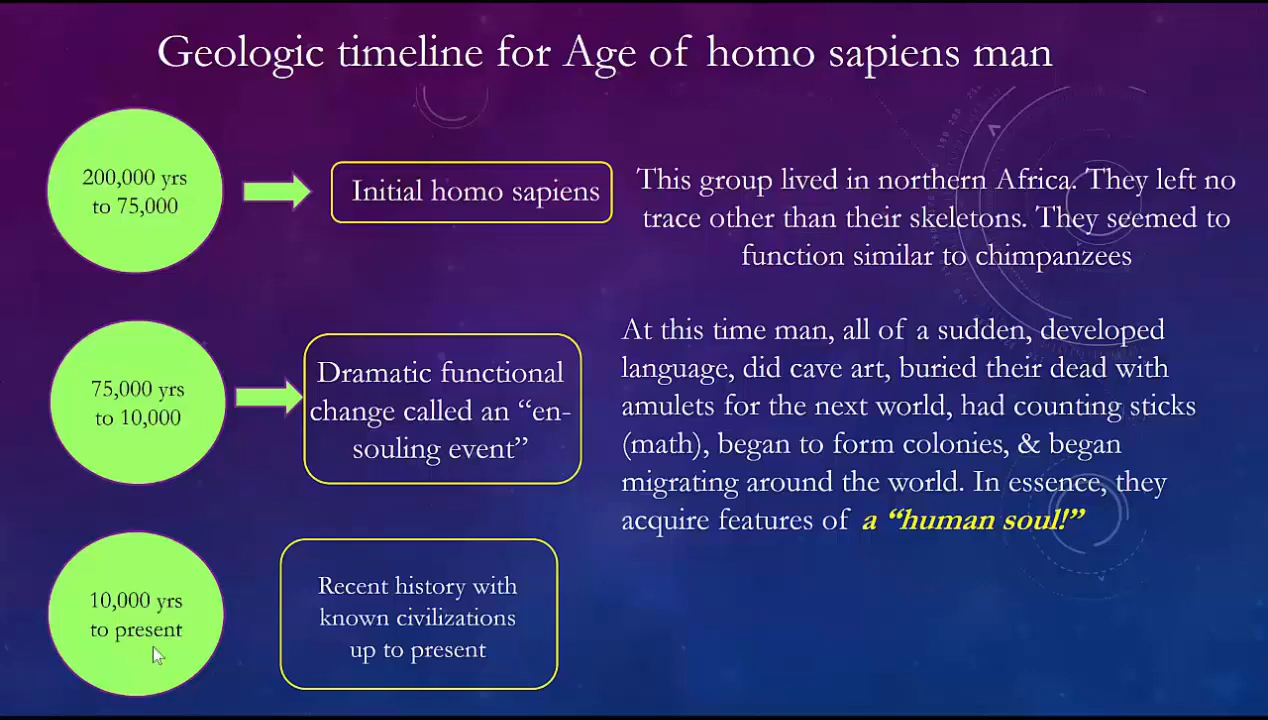 Geologic timeline for Age of homo sapiens man
200,000 yrs
to 75,000
Initial homo sapiens
This group lived in northern Africa. They left no
trace other than their skeletons. They seemed to
function similar to chimpanzees
75,000 yrs
to 10,000
Dramatic functional
change called an “en-
souling event”
At this time man, all of a sudden, developed
language, did cave art, buried their dead with
amulets for the next world, had counting sticks
(math), began to form colonies, & began
migrating around the world. In essence, they
acquire features of a “human soul!”
10,000 yrs
to present
Recent history with
known civilizations
up to present